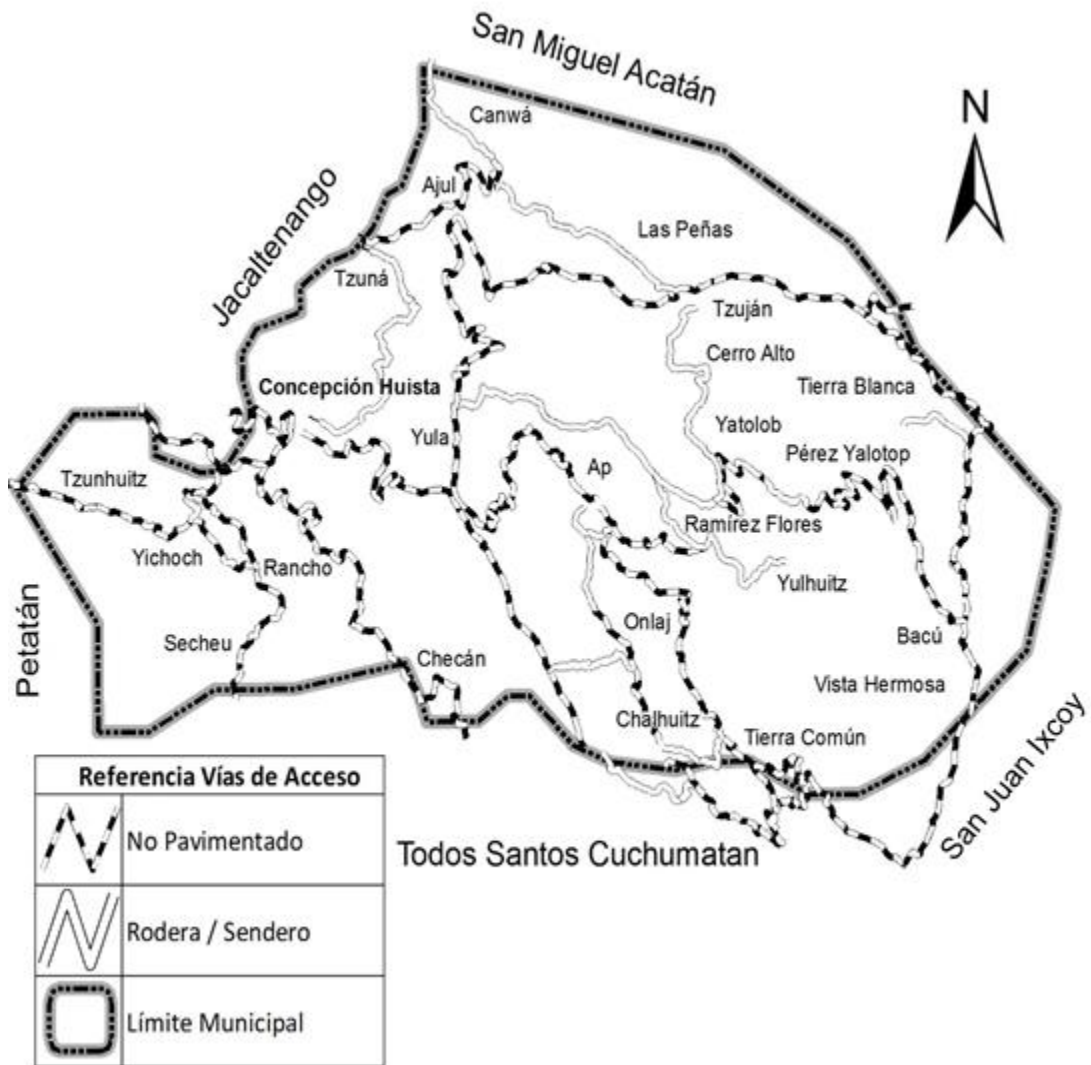 San Miguel Acatán
N
Canwá
Ajul
Jacaltenango
Las Peñas
Tzuná
Tzuján
Cerro Alto
Tierra Blanca
Concepción Huista
Yula
Yatolob
Pérez Yalotop
Tzunhuitz
Ap
Ramírez Flores
Yichoch
Rancho
Yulhuitz
Petatán
Secheu
Onlaj
Bacú
Checán
Vista Hermosa
Chalhuitz
Tierra Común
San Juan Ixcoy
Todos Santos Cuchumatan
Referencia Vías de Acceso
No Pavimentado
Rodera / Sendero
Límite Municipal